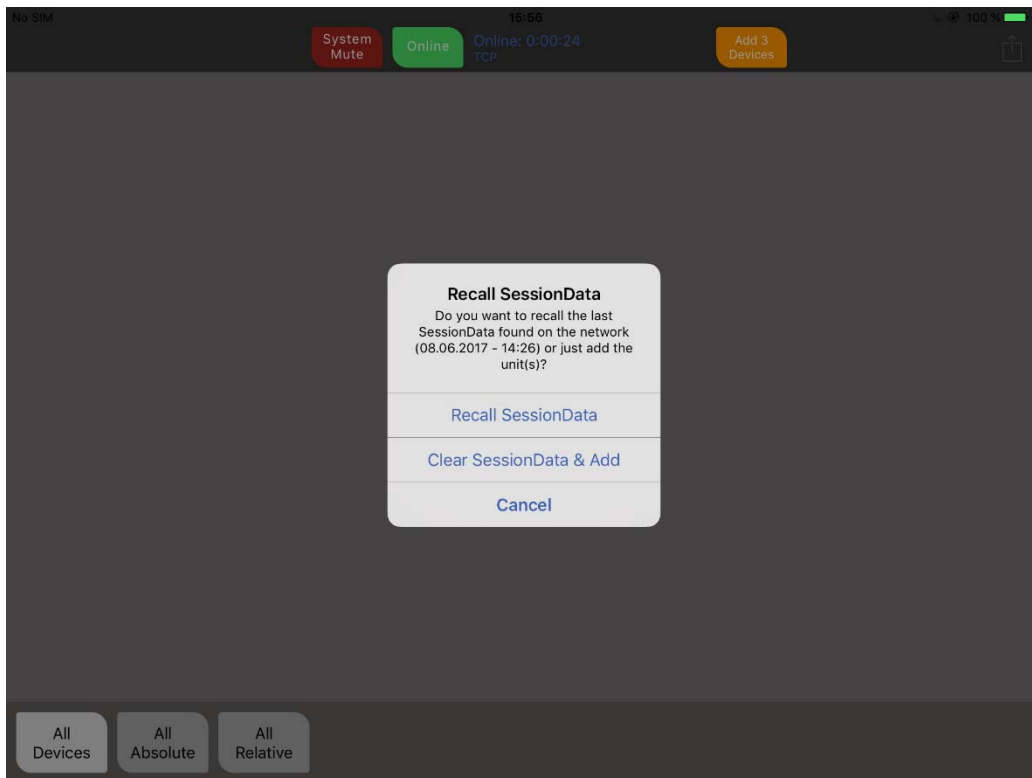 No SIM
15:56
100 %
System
Mute
Online
Online: 0:00:24
TCP
Add 3
Devices
Recall SessionData
Do you want to recall the last
SessionData found on the network
(08.06.2017 - 14:26) or just add the
unit(s)?
Recall SessionData
Clear SessionData & Add
Cancel
All
Devices
All
Absolute
All
Relative